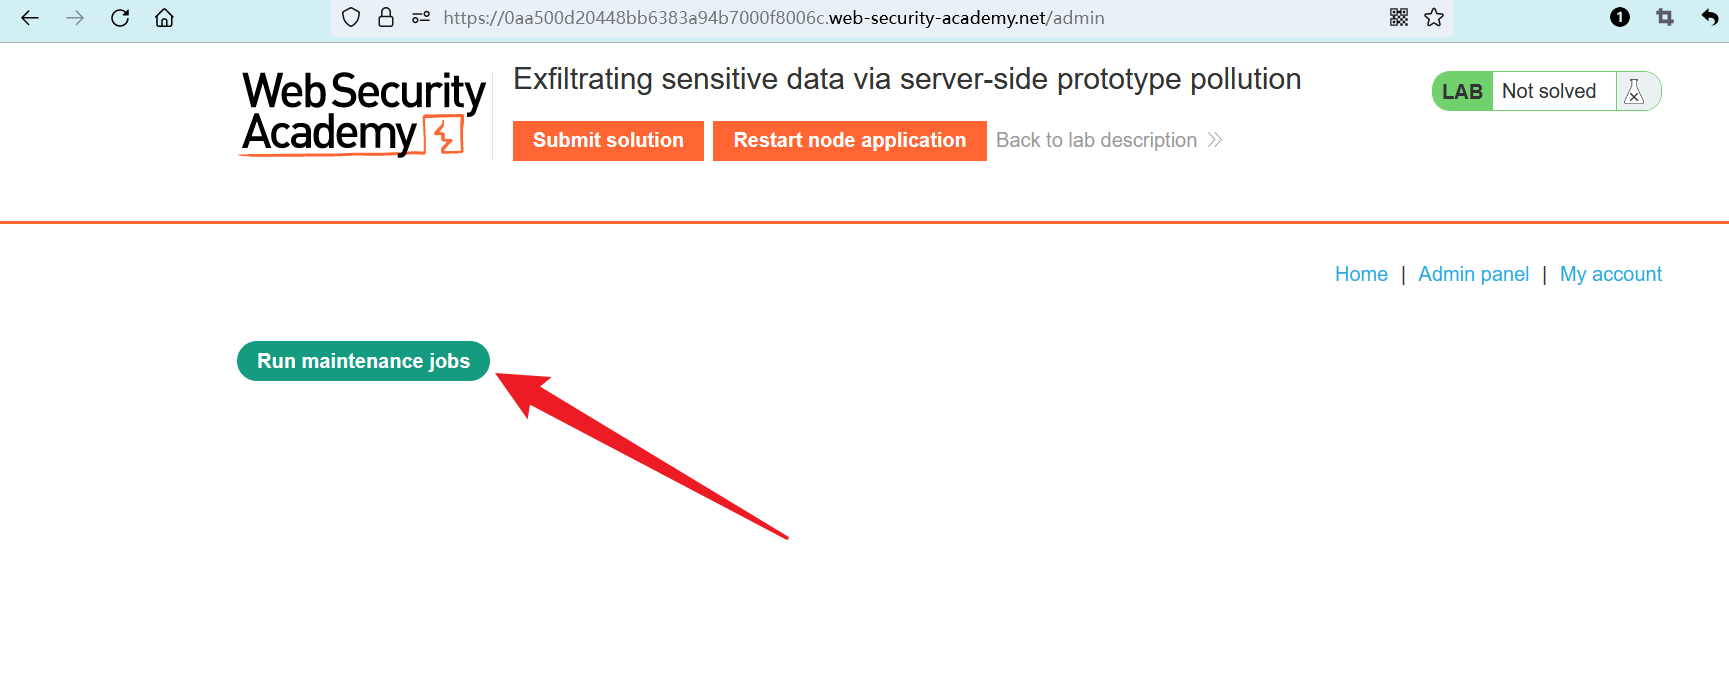 https://0aa500d20448bb6383a94b7000f8006c.web-security-academy.net/admin
1
Web Security
Academy
Exfiltrating sensitive data via server-side prototype pollution
LAB Not solved
Submit solution Restart node application Back to lab description >>
Home | Admin panel | My account
Run maintenance jobs